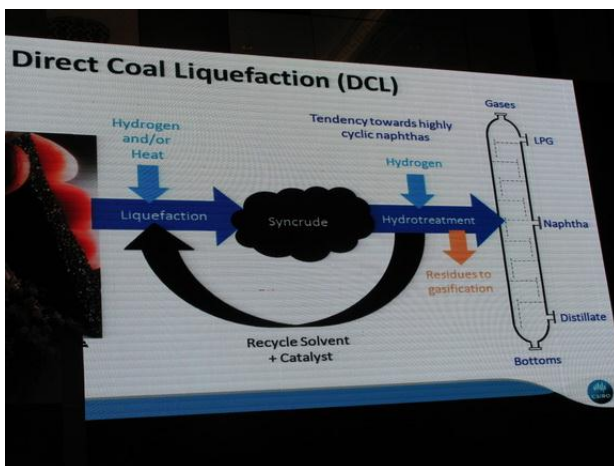 Direct Coal Liquefaction (DCL)
Hydrogen
and/or
Heat
Tendency towards highly
cyclic naphthas
Hydrogen
Gases
LPG
Liquefaction
Syncrude
Hydrotreatment
Naphtha
Residues to
gasification
Recycle Solvent
+ Catalyst
Distillate
Bottoms
CSIRO